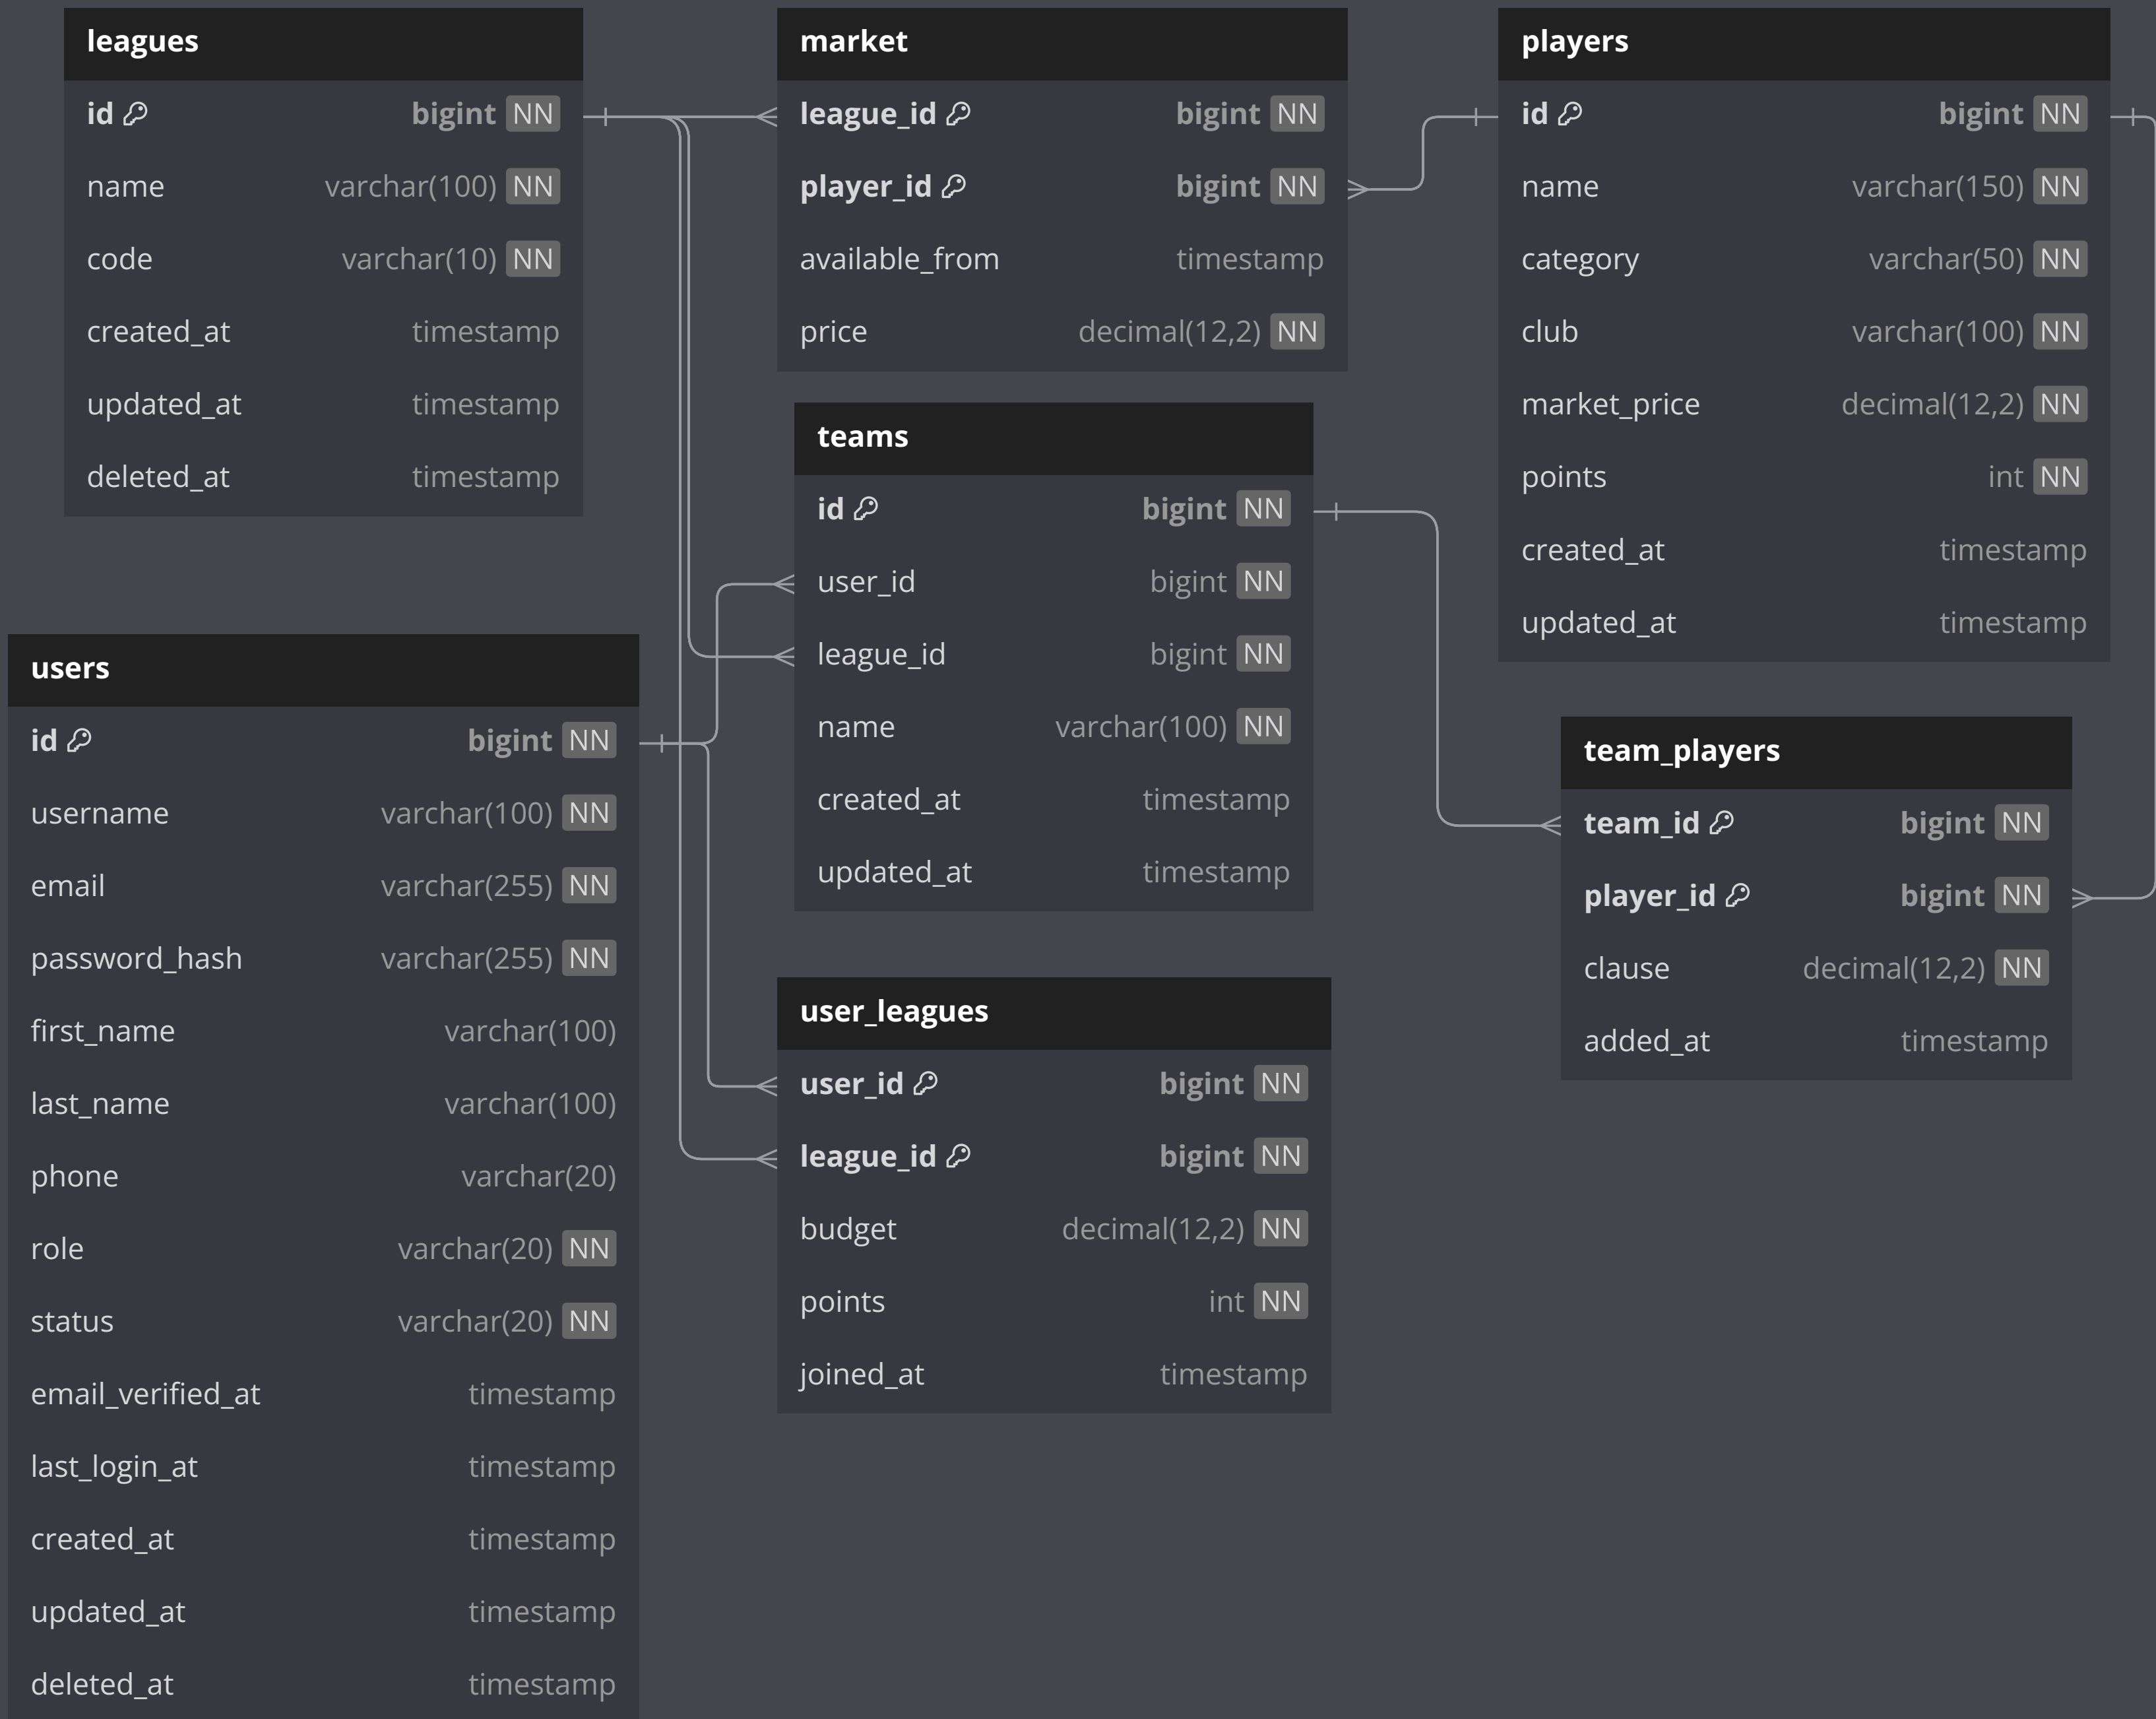 leagues
id bigint NN
name varchar(100) NN
code varchar(10) NN
created_at timestamp
updated_at timestamp
deleted_at timestamp
market
league_id bigint NN
player_id bigint NN
available_from timestamp
price decimal(12,2) NN
players
id bigint NN
name varchar(150) NN
category varchar(50) NN
club varchar(100) NN
market_price decimal(12,2) NN
points int NN
created_at timestamp
updated_at timestamp
teams
id bigint NN
user_id bigint NN
league_id bigint NN
name varchar(100) NN
created_at timestamp
updated_at timestamp
users
id bigint NN
username varchar(100) NN
email varchar(255) NN
password_hash varchar(255) NN
first_name varchar(100)
last_name varchar(100)
phone varchar(20)
role varchar(20) NN
status varchar(20) NN
email_verified_at timestamp
last_login_at timestamp
created_at timestamp
updated_at timestamp
deleted_at timestamp
team_players
team_id bigint NN
player_id bigint NN
clause decimal(12,2) NN
added_at timestamp
user_leagues
user_id bigint NN
league_id bigint NN
budget decimal(12,2) NN
points int NN
joined_at timestamp